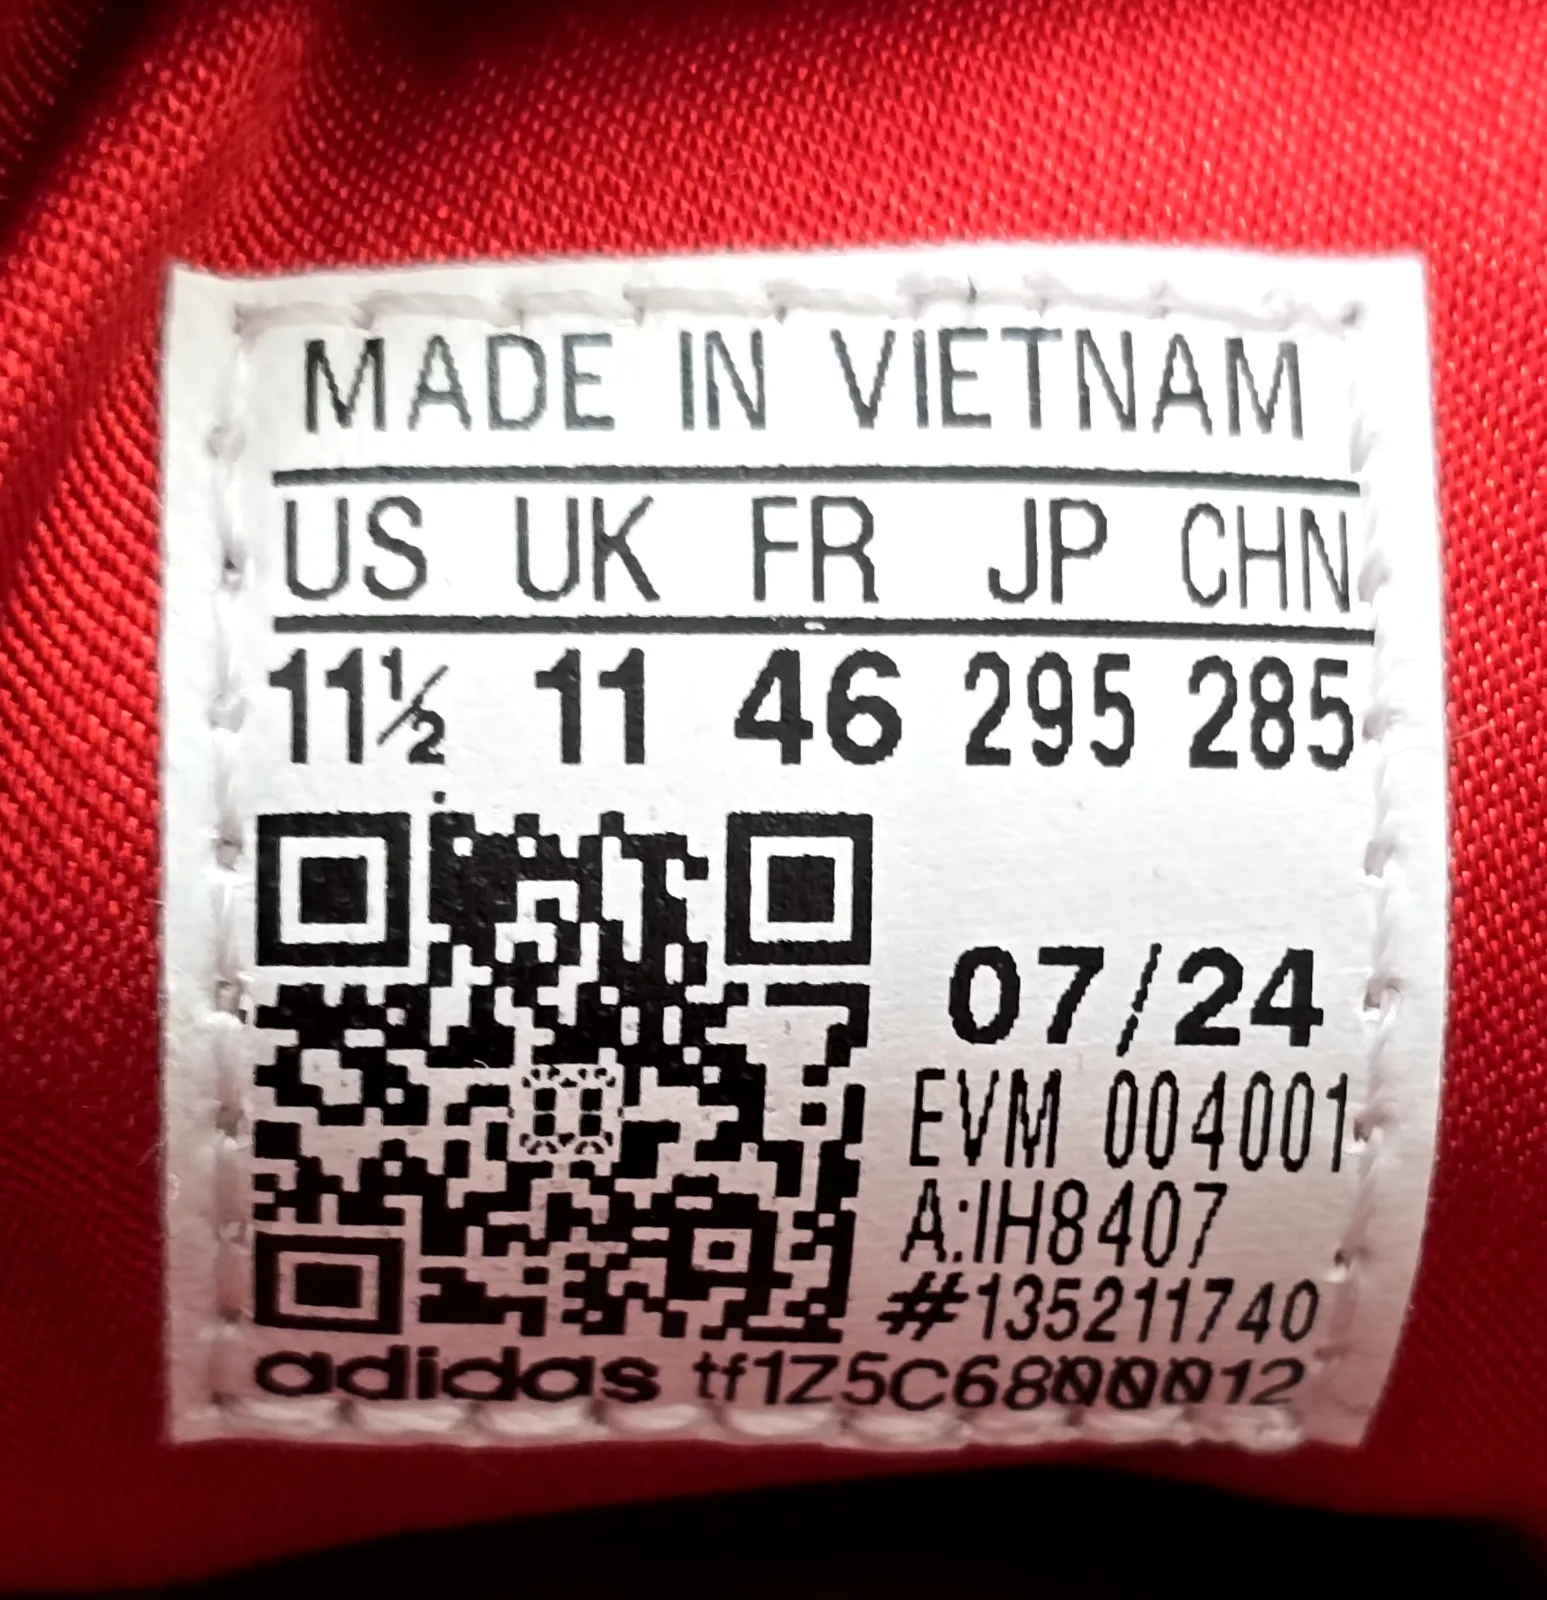 MADE IN VIETNAM
US UK FR JP CHN
11½ 11 46 295 285
07/24
EVM 004001
A:IH8407
#135211740
adidas tf1Z5C6800012